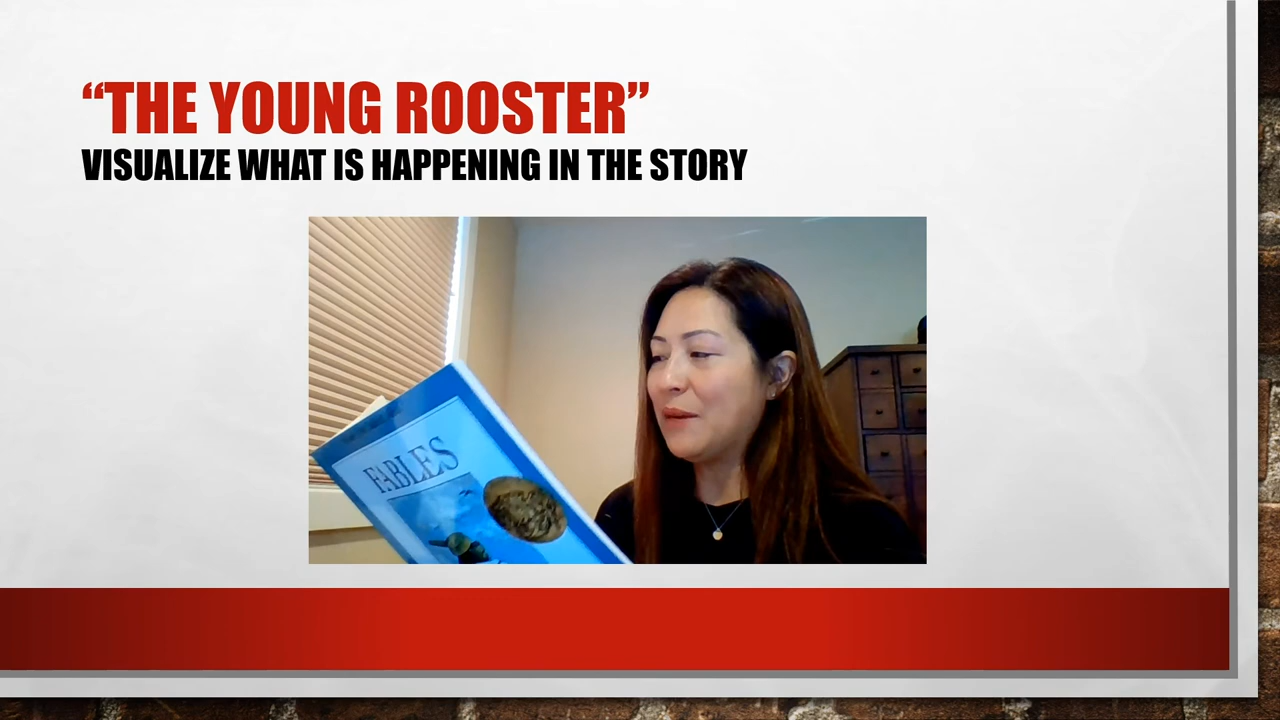 “THE YOUNG ROOSTER”
VISUALIZE WHAT IS HAPPENING IN THE STORY
FABLES